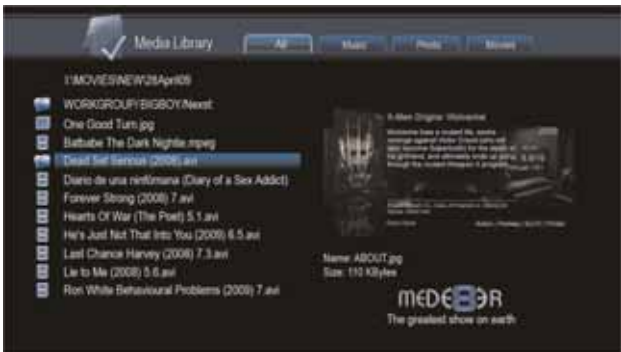 Media Library
All
Music
Photo
Movies
I:\MOVIES\NEW\28April09
WORKGROUP/BIGBOY/Nexst
One Good Turn.jpg
Batbabe The Dark Nightie.mpeg
Dead Set Serious (2008).avi
Diario de una ninfómana (Diary of a Sex Addict)
Forever Strong (2008) 7.avi
Hearts Of War (The Poet) 5.1.avi
He's Just Not That Into You (2009) 6.5.avi
Last Chance Harvey (2008) 7.3.avi
Lie to Me (2008) 5.6.avi
Ron White Behavioural Problems (2009) 7.avi
X-Men Origins: Wolverine
Name: ABOUT.jpg
Size: 110 KBytes
MEDE8ER
The greatest show on earth